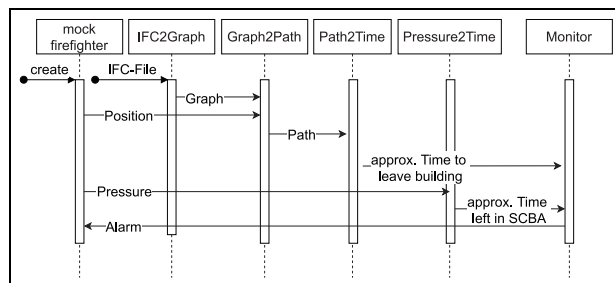 mock
firefighter
IFC2Graph
Graph2Path
Path2Time
Pressure2Time
Monitor
create
IFC-File
Graph
Position
Path
approx. Time to
leave building
Pressure
approx. Time
left in SCBA
Alarm